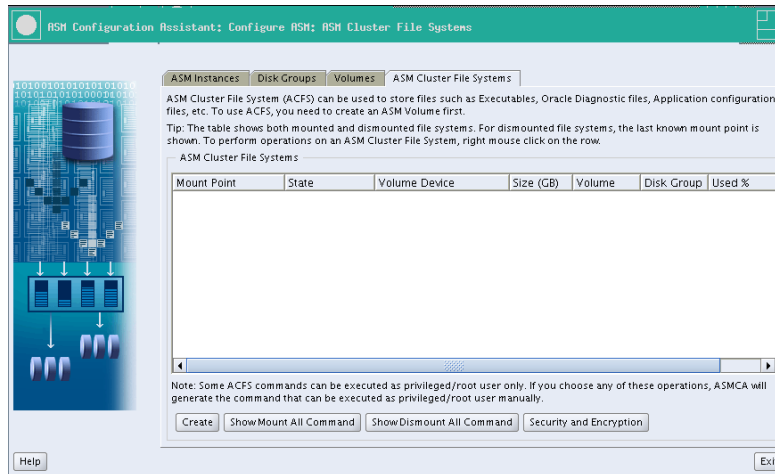 ASM Configuration Assistant: Configure ASM: ASM Cluster File Systems
ASM Instances Disk Groups Volumes ASM Cluster File Systems
ASM Cluster File System (ACFS) can be used to store files such as Executables, Oracle Diagnostic files, Application configuration
files, etc. To use ACFS, you need to create an ASM Volume first.
Tip: The table shows both mounted and dismounted file systems. For dismounted file systems, the last known mount point is
shown. To perform operations on an ASM Cluster File System, right mouse click on the row.
ASM Cluster File Systems
Mount Point State Volume Device Size (GB) Volume Disk Group Used %
Note: Some ACFS commands can be executed as privileged/root user only. If you choose any of these operations, ASMCA will
generate the command that can be executed as privileged/root user manually.
Create Show Mount All Command Show Dismount All Command Security and Encryption
Help Exi